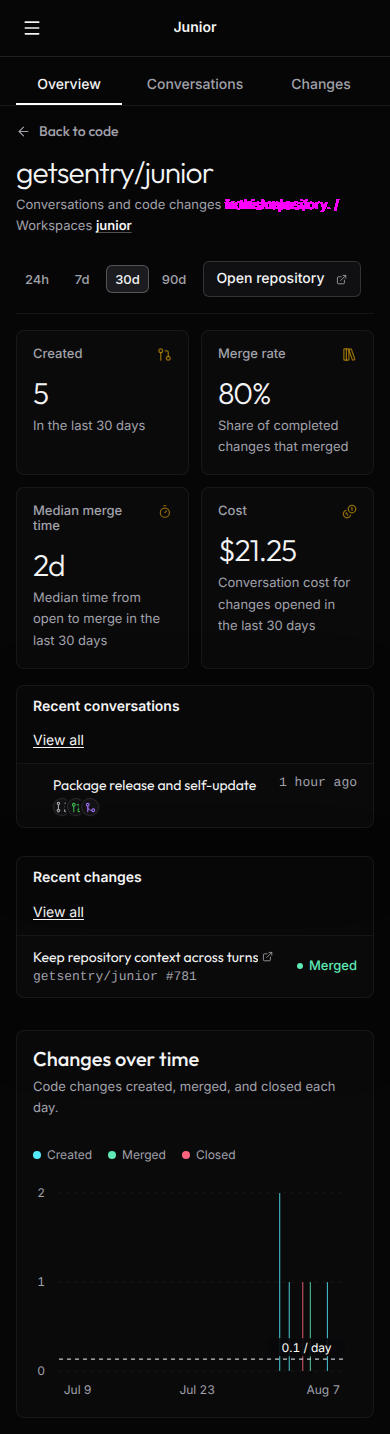 Junior
Overview
Conversations
Changes
Back to code
getsentry/junior
Conversations and code changes
Workspaces junior
24h
7d
30d
90d
Open repository
Created
5
In the last 30 days
Merge rate
80%
Share of completed
changes that merged
Median merge
time
2d
Median time from
open to merge in the
last 30 days
Cost
$21.25
Conversation cost for
changes opened in
the last 30 days
Recent conversations
View all
Package release and self-update
1 hour ago
Recent changes
View all
Keep repository context across turns
getsentry/junior #781
Merged
Changes over time
Code changes created, merged, and closed each
day.
Created
Merged
Closed
2
1
0.1 / day
0
Jul 9
Jul 23
Aug 7